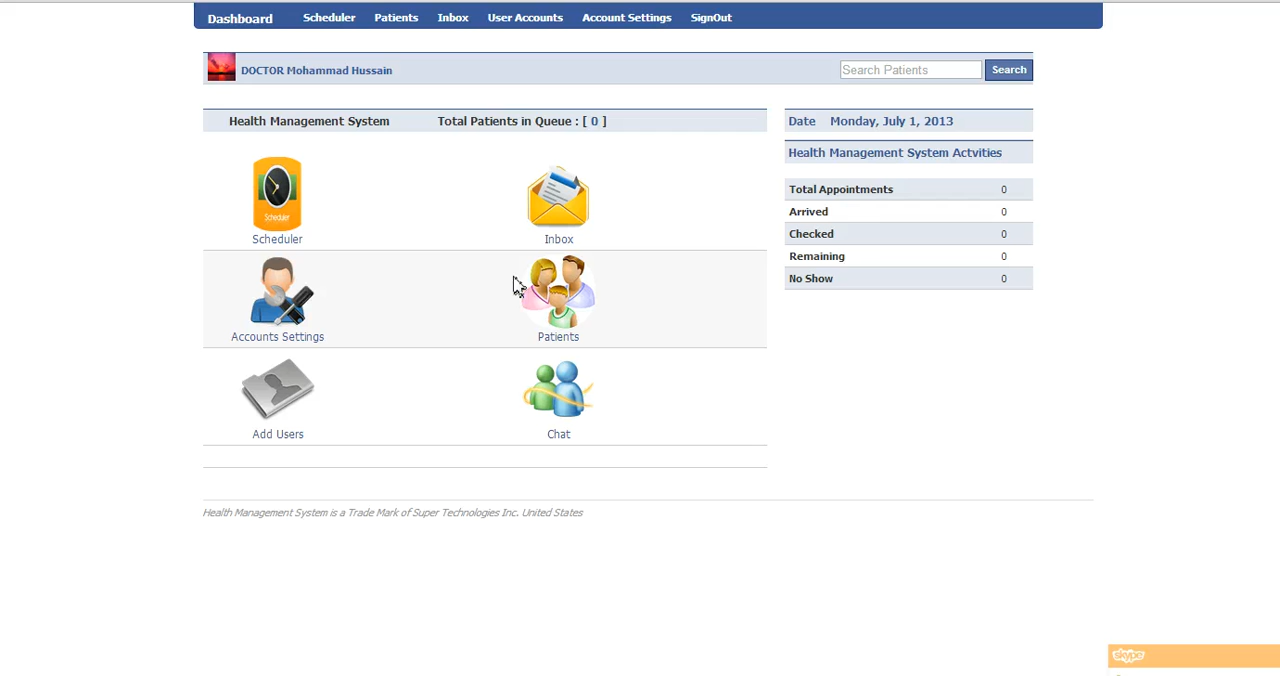 Dashboard Scheduler Patients Inbox User Accounts Account Settings SignOut
DOCTOR Mohammad Hussain
Search Patients Search
Health Management System Total Patients in Queue : [ 0 ]
Scheduler
Scheduler
Inbox
Accounts Settings
Patients
Add Users
Chat
Date Monday, July 1, 2013
Health Management System Actvities
Total Appointments 0
Arrived 0
Checked 0
Remaining 0
No Show 0
Health Management System is a Trade Mark of Super Technologies Inc. United States
skype